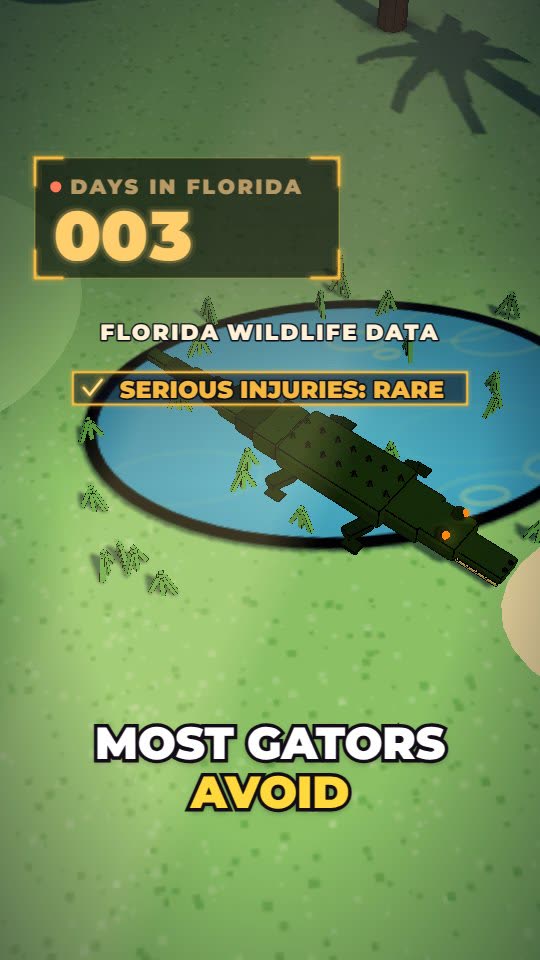 DAYS IN FLORIDA
003
FLORIDA WILDLIFE DATA
SERIOUS INJURIES: RARE
MOST GATORS
AVOID